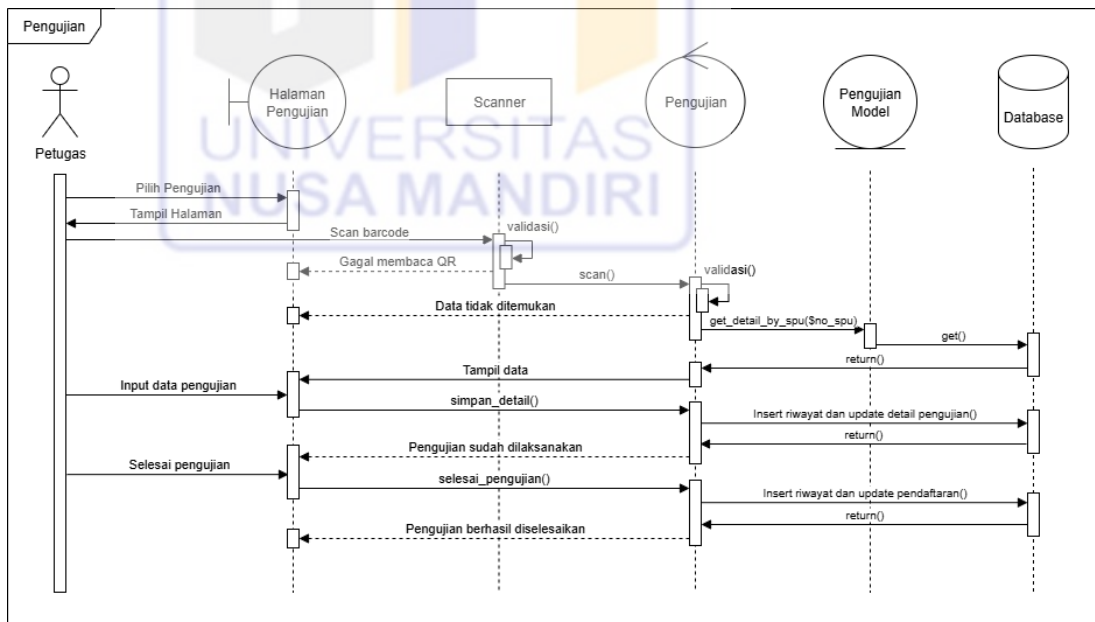 Pengujian
Halaman
Pengujian
Scanner
Pengujian
Pengujian
Model
Database
Petugas
UNIVERSITAS
NUSA MANDIRI
Pilih Pengujian
Tampil Halaman
Scan barcode
validasi()
Gagal membaca QR
scan()
validasi()
Data tidak ditemukan
get_detail_by_spu($no_spu)
get()
return()
Tampil data
Input data pengujian
simpan_detail()
Insert riwayat dan update detail pengujian()
return()
Pengujian sudah dilaksanakan
Selesai pengujian
selesai_pengujian()
Insert riwayat dan update pendaftaran()
return()
Pengujian berhasil diselesaikan